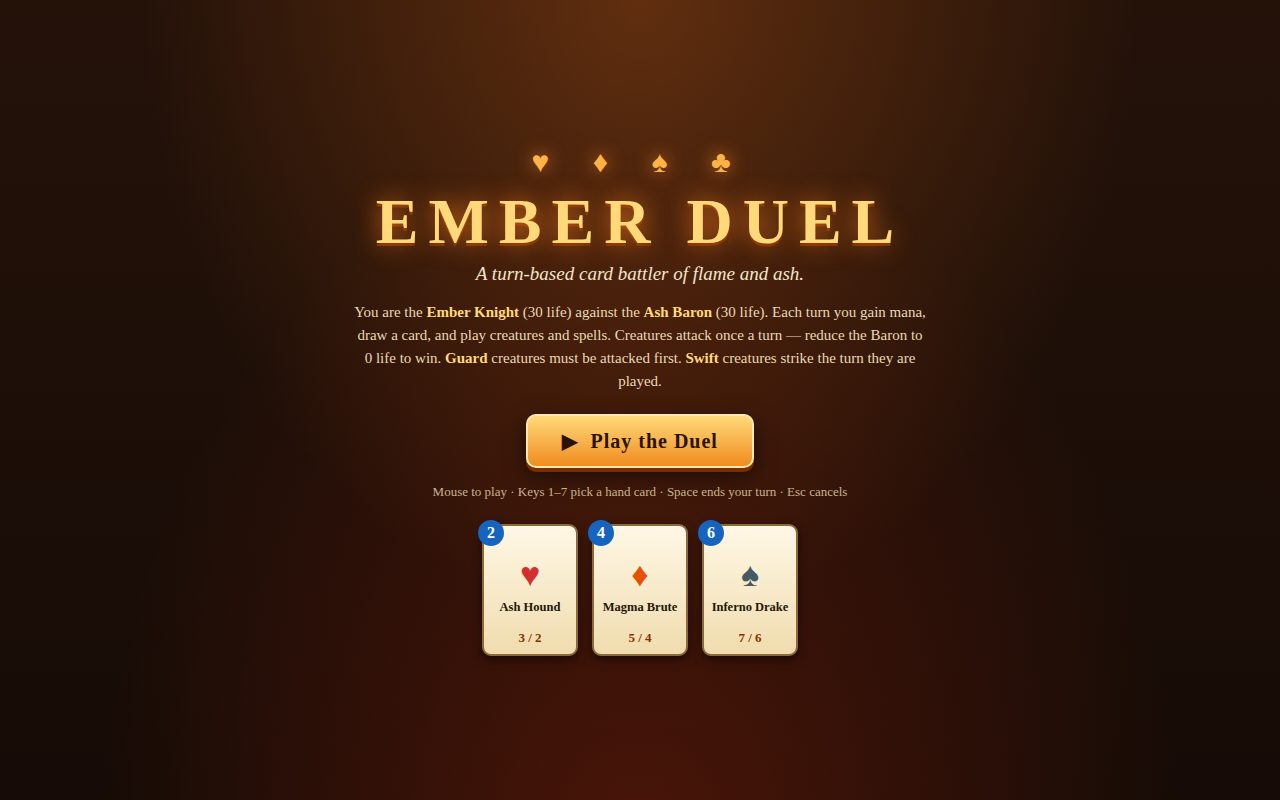 ♥ ♦ ♠ ♣
EMBER DUEL
A turn-based card battler of flame and ash.
You are the Ember Knight (30 life) against the Ash Baron (30 life). Each turn you gain mana,
draw a card, and play creatures and spells. Creatures attack once a turn — reduce the Baron to
0 life to win. Guard creatures must be attacked first. Swift creatures strike the turn they are
played.
▶ Play the Duel
Mouse to play · Keys 1–7 pick a hand card · Space ends your turn · Esc cancels
2
♥
Ash Hound
3 / 2
4
♦
Magma Brute
5 / 4
6
♠
Inferno Drake
7 / 6